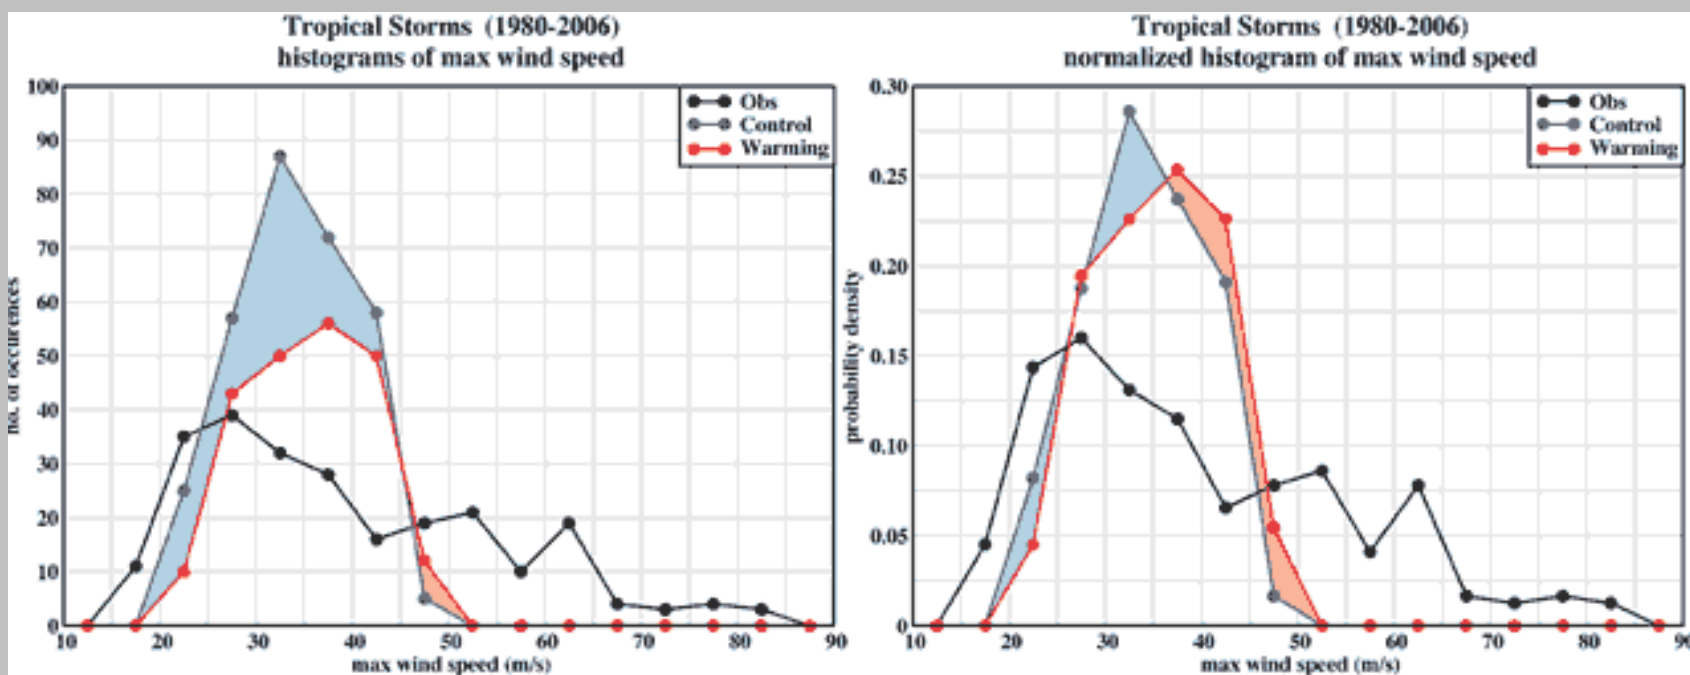 Tropical Storms (1980-2006)
histograms of max wind speed
100
90
80
70
60
50
40
30
20
10
0
no. of occurences
Obs
Control
Warming
10 20 30 40 50 60 70 80 90
max wind speed (m/s)
Tropical Storms (1980-2006)
normalized histogram of max wind speed
0.30
0.25
0.20
0.15
0.10
0.05
0
probability density
Obs
Control
Warming
10 20 30 40 50 60 70 80 90
max wind speed (m/s)